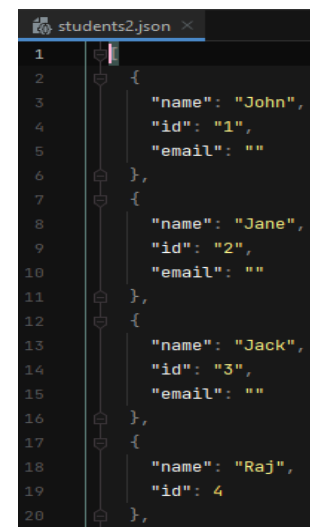 students2.json
1 [
2 {
3 "name": "John",
4 "id": "1",
5 "email": ""
6 },
7 {
8 "name": "Jane",
9 "id": "2",
10 "email": ""
11 },
12 {
13 "name": "Jack",
14 "id": "3",
15 "email": ""
16 },
17 {
18 "name": "Raj",
19 "id": 4
20 },